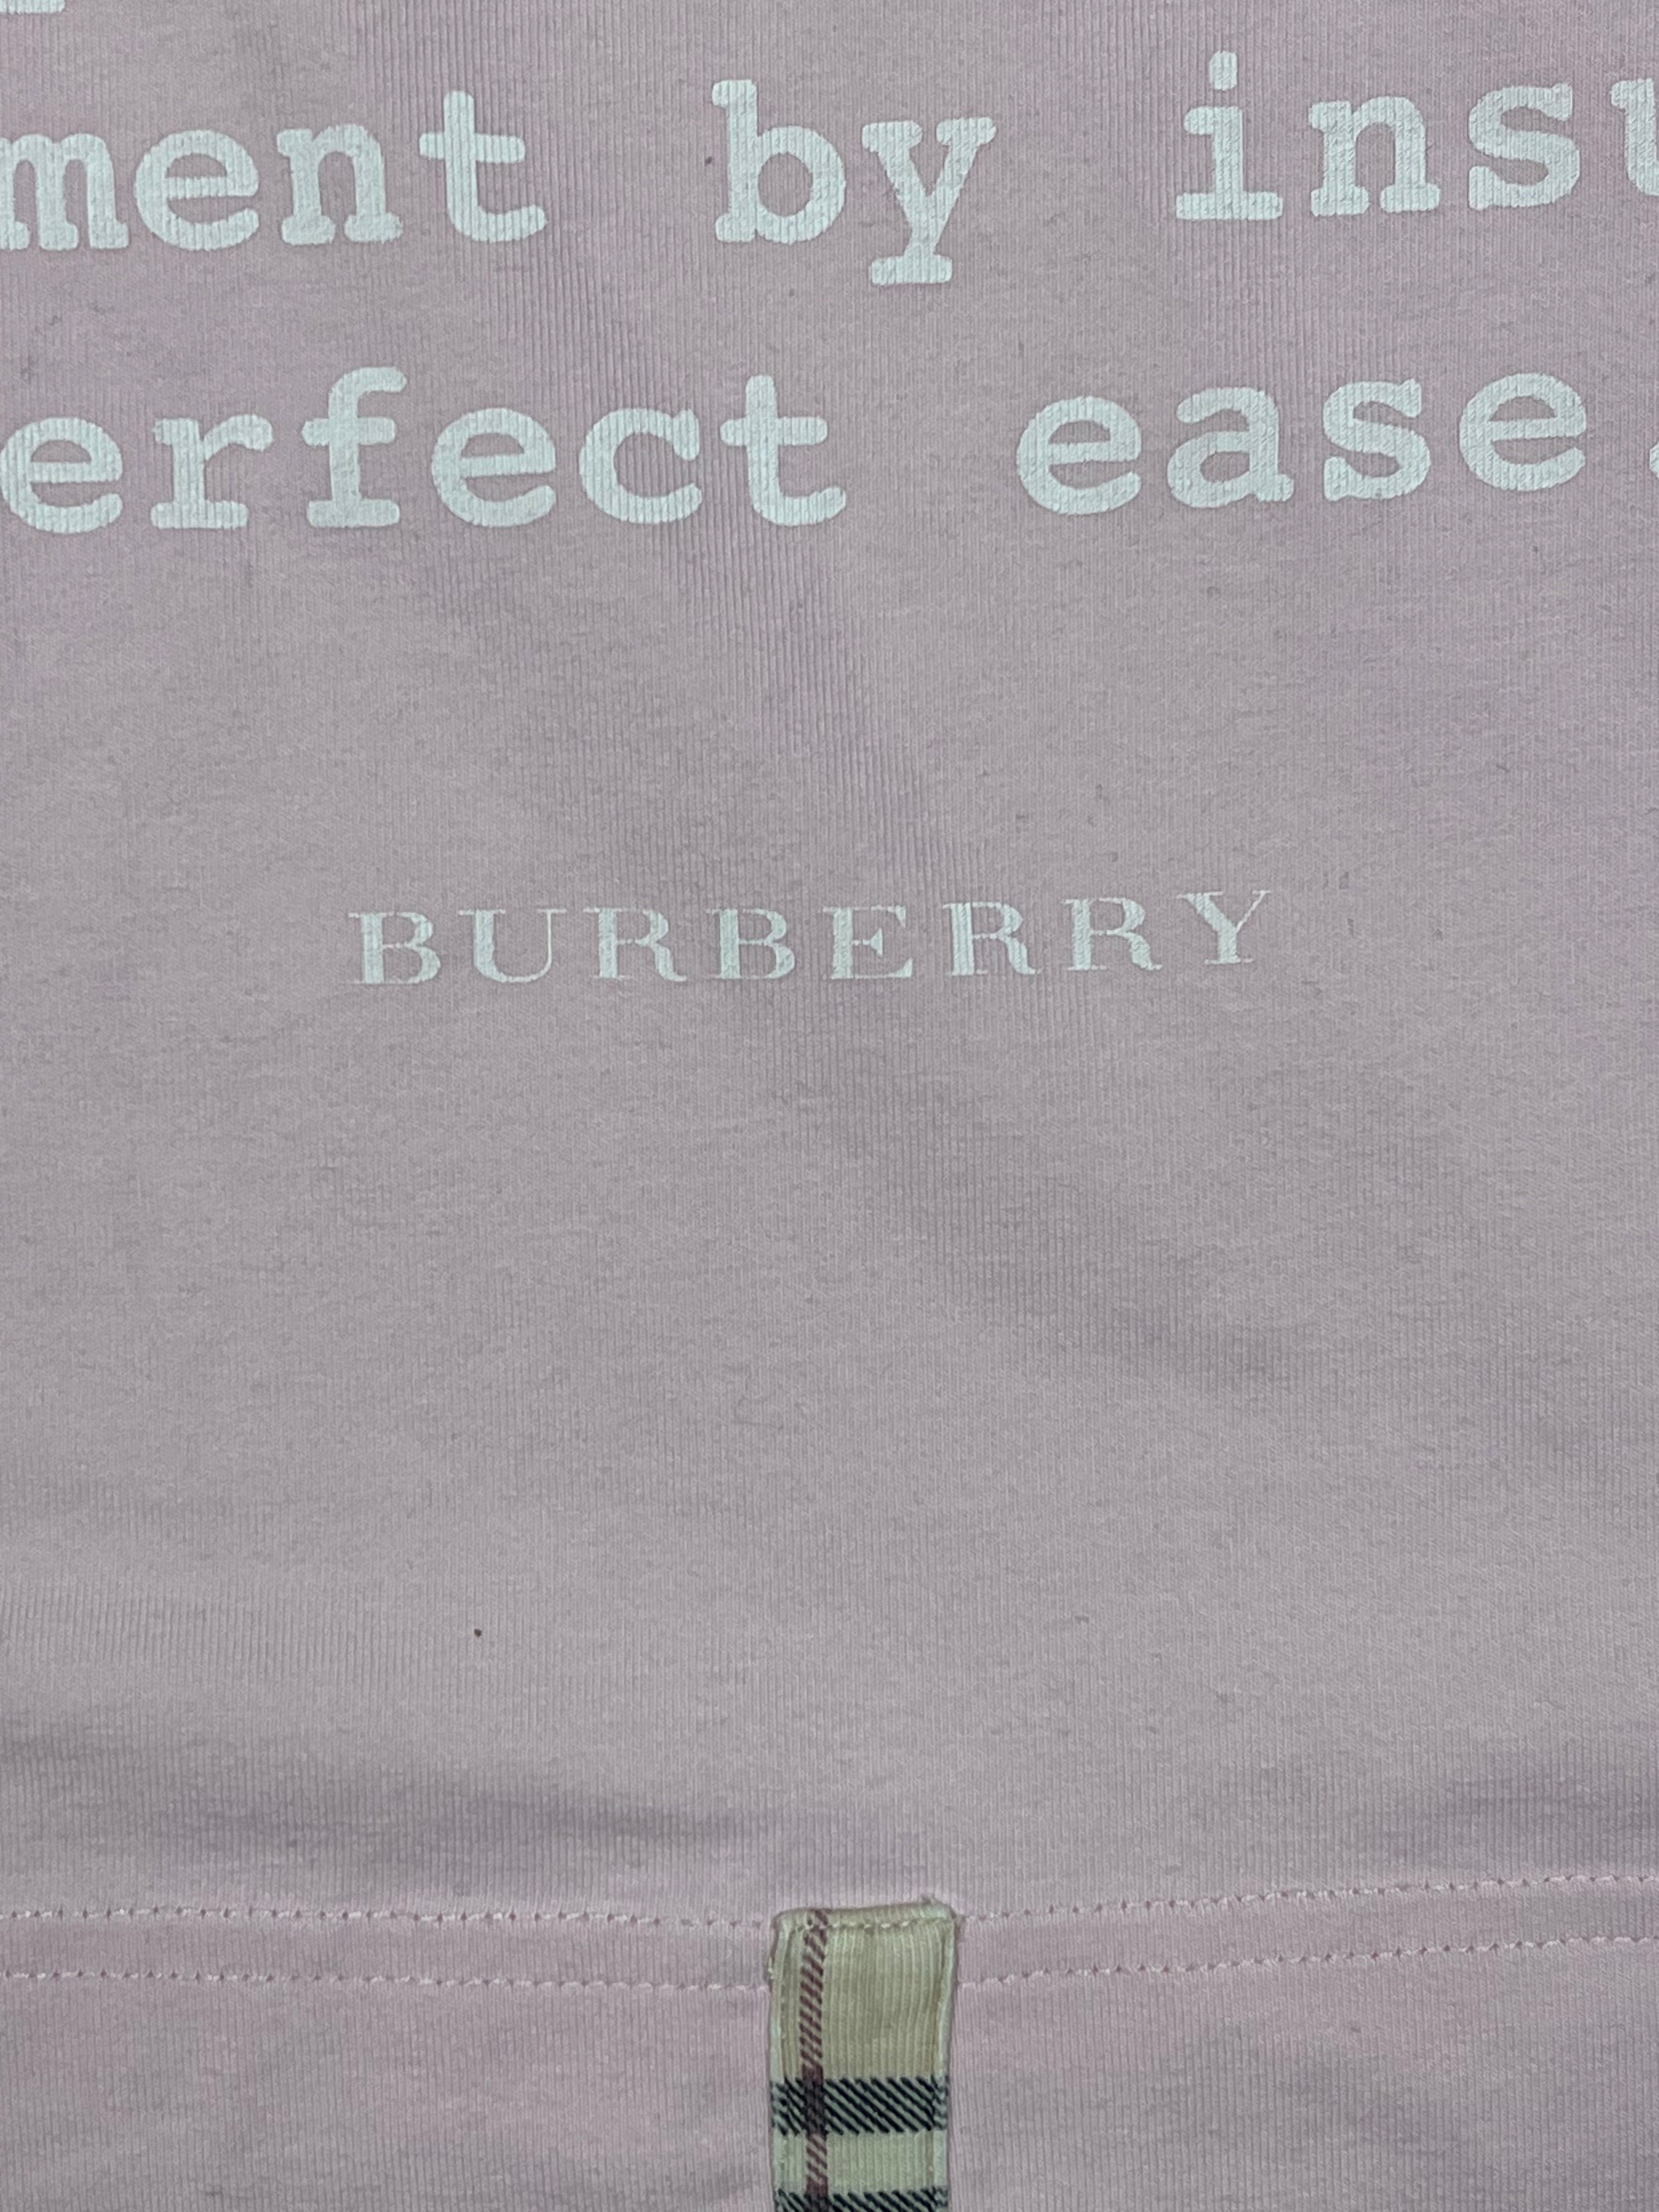 ment by insu
erfect ease
BURBERRY